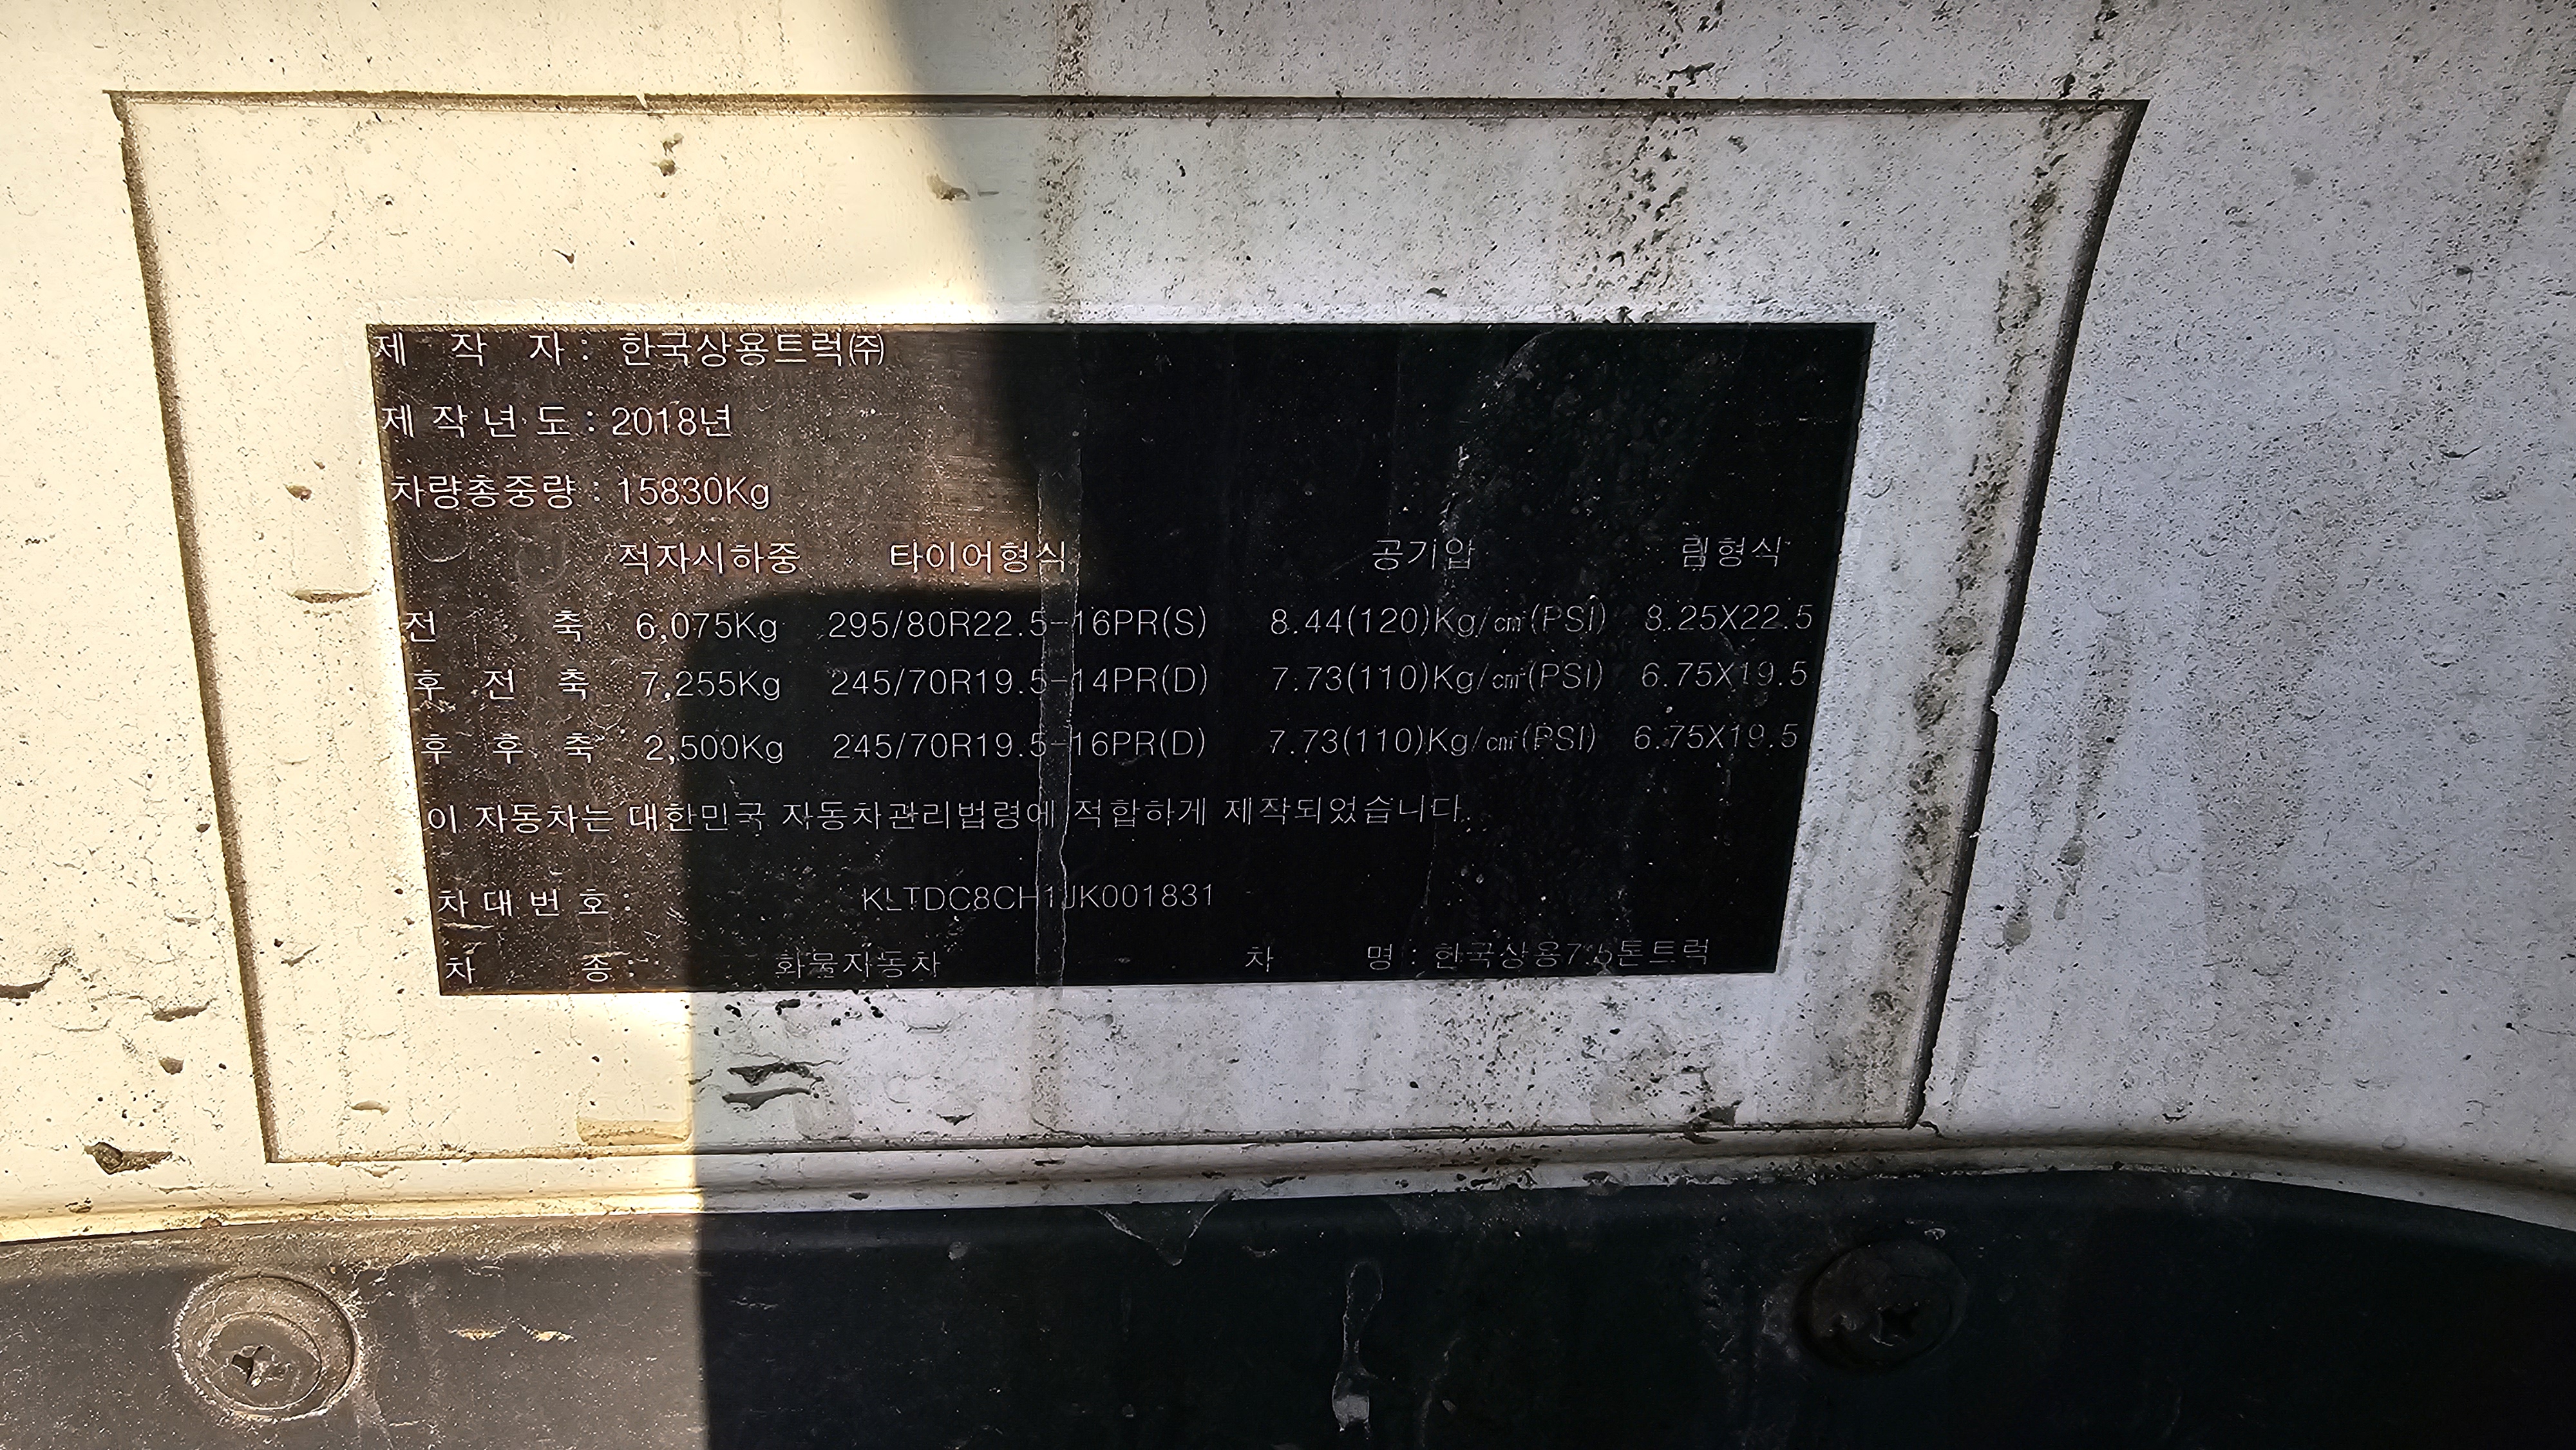 제 작 자 : 한국상용트럭㈜
제 작 년 도 : 2018년
차량총중량 : 15830Kg
적차시하중 타이어형식 공기압 림형식
전 축 6,075Kg 295/80R22.5-16PR(S) 8.44(120)Kg/㎠(PSI) 8.25X22.5
후 전 축 7,255Kg 245/70R19.5-14PR(D) 7.73(110)Kg/㎠(PSI) 6.75X19.5
후 후 축 2,500Kg 245/70R19.5-16PR(D) 7.73(110)Kg/㎠(PSI) 6.75X19.5
이 자동차는 대한민국 자동차관리법령에 적합하게 제작되었습니다.
차 대 번 호 : KLTDC8CH1JK001831
차 종 : 화물자동차 차 명 : 한국상용7.5톤트럭